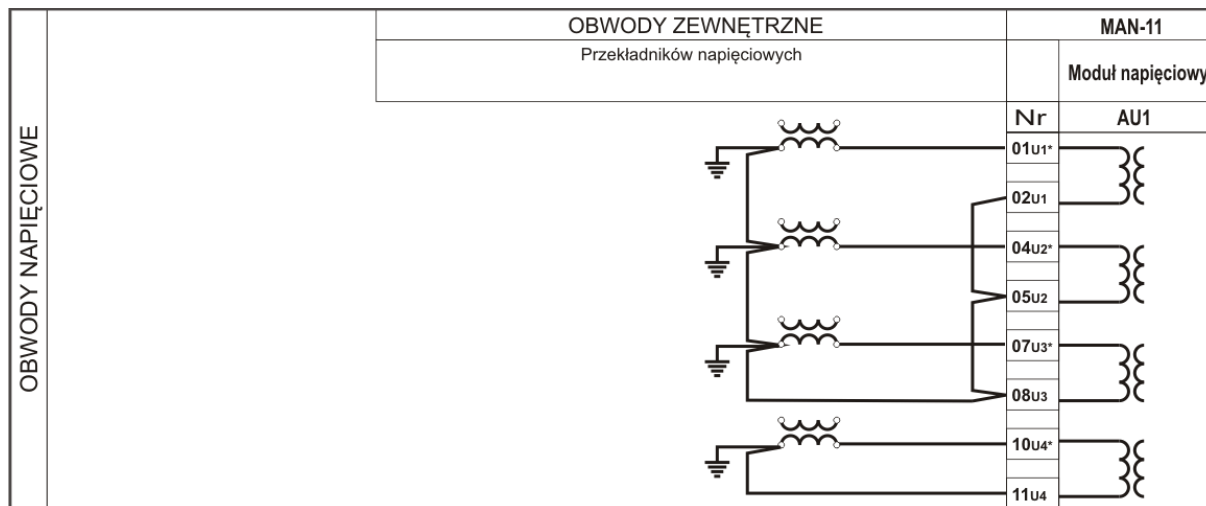 OBWODY NAPIĘCIOWE
OBWODY ZEWNĘTRZNE
MAN-11
Przekładników napięciowych
Moduł napięciowy
Nr
AU1
01U1*
02U1
04U2*
05U2
07U3*
08U3
10U4*
11U4